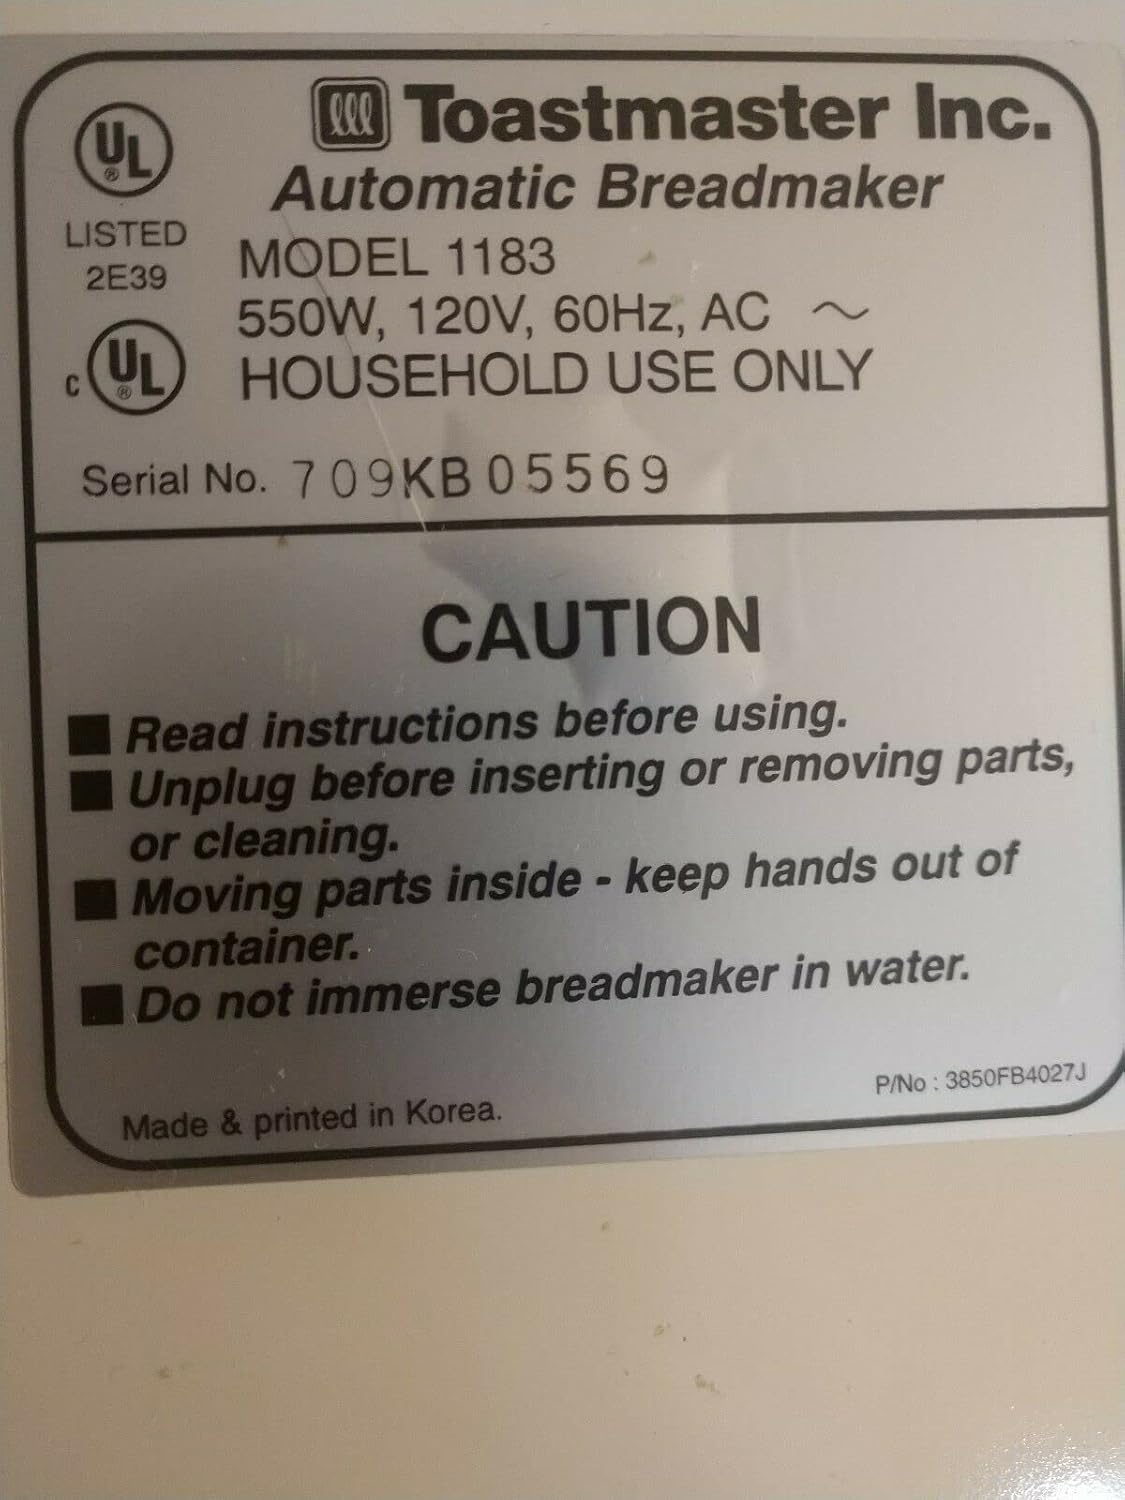 Toastmaster Inc.
Automatic Breadmaker
UL®
LISTED
2E39
MODEL 1183
550W, 120V, 60Hz, AC ~
HOUSEHOLD USE ONLY
c UL®
Serial No. 709KB05569
CAUTION
■ Read instructions before using.
■ Unplug before inserting or removing parts,
or cleaning.
■ Moving parts inside - keep hands out of
container.
■ Do not immerse breadmaker in water.
P/No : 3850FB4027J
Made & printed in Korea.